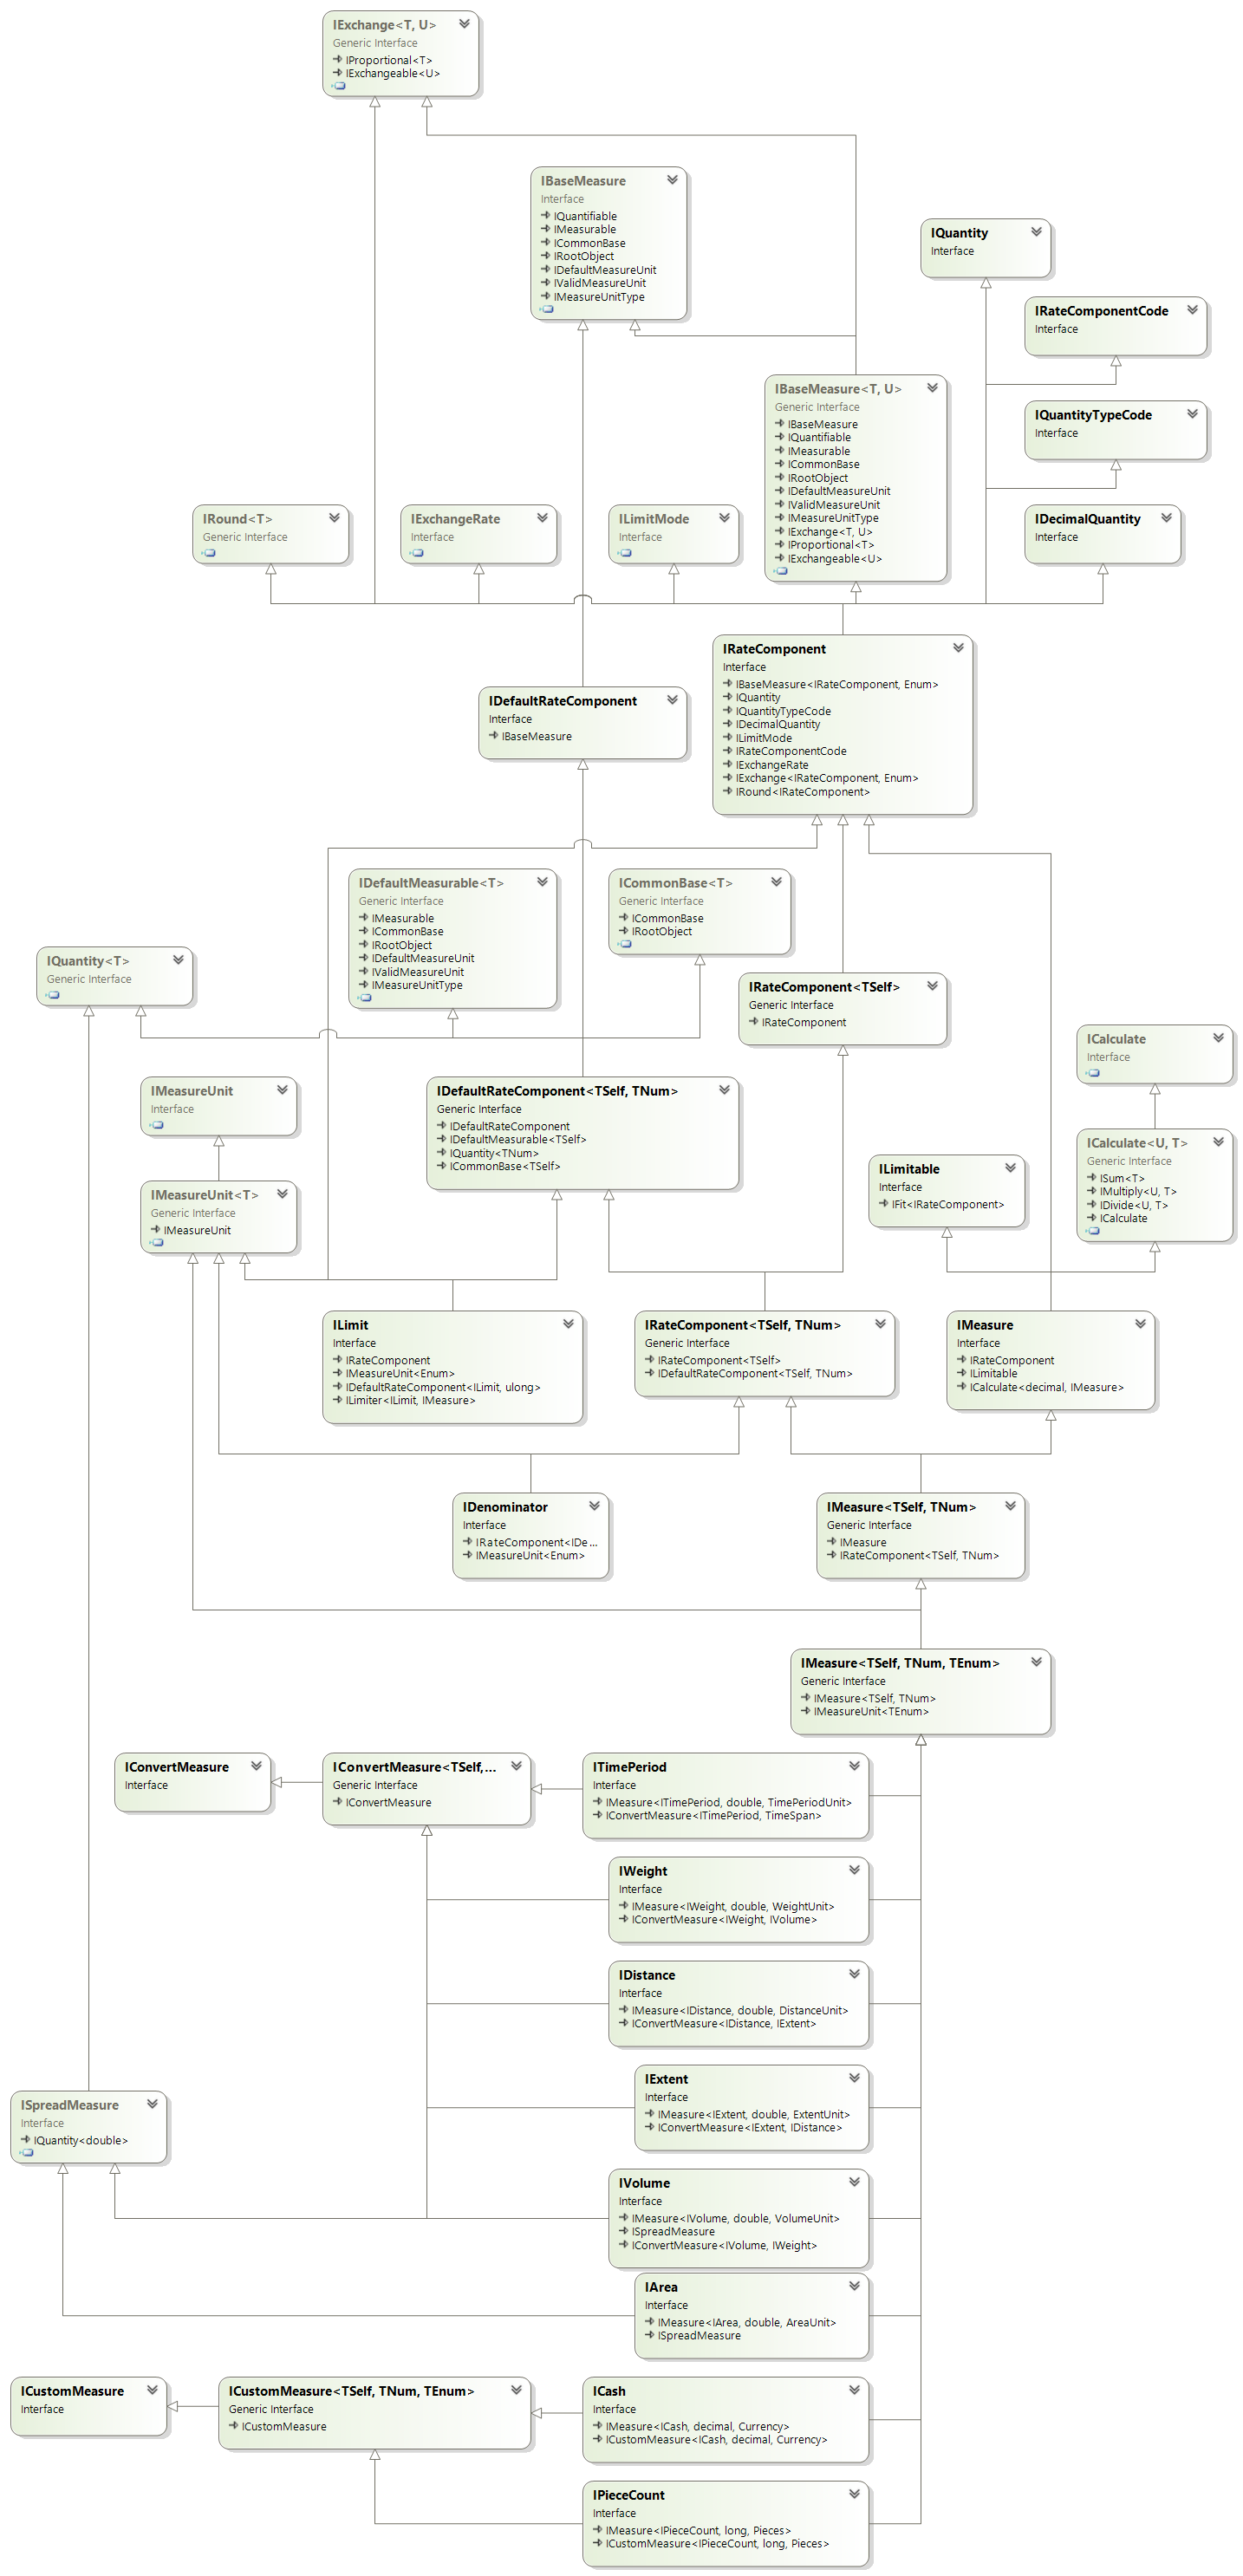 IExchange<T, U>
Generic Interface
IProportional<T>
IExchangeable<U>
IBaseMeasure
Interface
IQuantifiable
IMeasurable
ICommonBase
IRootObject
IDefaultMeasureUnit
IValidMeasureUnit
IMeasureUnitType
IQuantity
Interface
IRateComponentCode
Interface
IBaseMeasure<T, U>
Generic Interface
IBaseMeasure
IQuantifiable
IMeasurable
ICommonBase
IRootObject
IDefaultMeasureUnit
IValidMeasureUnit
IMeasureUnitType
IExchange<T, U>
IProportional<T>
IExchangeable<U>
IQuantityTypeCode
Interface
IRound<T>
Generic Interface
IExchangeRate
Interface
ILimitMode
Interface
IDecimalQuantity
Interface
IRateComponent
Interface
IBaseMeasure<IRateComponent, Enum>
IQuantity
IQuantityTypeCode
IDecimalQuantity
ILimitMode
IRateComponentCode
IExchangeRate
IExchange<IRateComponent, Enum>
IRound<IRateComponent>
IDefaultRateComponent
Interface
IBaseMeasure
IDefaultMeasurable<T>
Generic Interface
IMeasurable
ICommonBase
IRootObject
IDefaultMeasureUnit
IValidMeasureUnit
IMeasureUnitType
ICommonBase<T>
Generic Interface
ICommonBase
IRootObject
IQuantity<T>
Generic Interface
IRateComponent<TSelf>
Generic Interface
IRateComponent
ICalculate
Interface
IMeasureUnit
Interface
IDefaultRateComponent<TSelf, TNum>
Generic Interface
IDefaultRateComponent
IDefaultMeasurable<TSelf>
IQuantity<TNum>
ICommonBase<TSelf>
ICalculate<U, T>
Generic Interface
ISum<T>
IMultiply<U, T>
IDivide<U, T>
ICalculate
ILimitable
Interface
IFit<IRateComponent>
IMeasureUnit<T>
Generic Interface
IMeasureUnit
ILimit
Interface
IRateComponent
IMeasureUnit<Enum>
IDefaultRateComponent<ILimit, ulong>
ILimiter<ILimit, IMeasure>
IRateComponent<TSelf, TNum>
Generic Interface
IRateComponent<TSelf>
IDefaultRateComponent<TSelf, TNum>
IMeasure
Interface
IRateComponent
ILimitable
ICalculate<decimal, IMeasure>
IDenominator
Interface
IRateComponent<IDe...
IMeasureUnit<Enum>
IMeasure<TSelf, TNum>
Generic Interface
IMeasure
IRateComponent<TSelf, TNum>
IMeasure<TSelf, TNum, TEnum>
Generic Interface
IMeasure<TSelf, TNum>
IMeasureUnit<TEnum>
IConvertMeasure
Interface
IConvertMeasure<TSelf,...
Generic Interface
IConvertMeasure
ITimePeriod
Interface
IMeasure<ITimePeriod, double, TimePeriodUnit>
IConvertMeasure<ITimePeriod, TimeSpan>
IWeight
Interface
IMeasure<IWeight, double, WeightUnit>
IConvertMeasure<IWeight, IVolume>
IDistance
Interface
IMeasure<IDistance, double, DistanceUnit>
IConvertMeasure<IDistance, IExtent>
IExtent
Interface
IMeasure<IExtent, double, ExtentUnit>
IConvertMeasure<IExtent, IDistance>
ISpreadMeasure
Interface
IQuantity<double>
IVolume
Interface
IMeasure<IVolume, double, VolumeUnit>
ISpreadMeasure
IConvertMeasure<IVolume, IWeight>
IArea
Interface
IMeasure<IArea, double, AreaUnit>
ISpreadMeasure
ICustomMeasure
Interface
ICustomMeasure<TSelf, TNum, TEnum>
Generic Interface
ICustomMeasure
ICash
Interface
IMeasure<ICash, decimal, Currency>
ICustomMeasure<ICash, decimal, Currency>
IPieceCount
Interface
IMeasure<IPieceCount, long, Pieces>
ICustomMeasure<IPieceCount, long, Pieces>